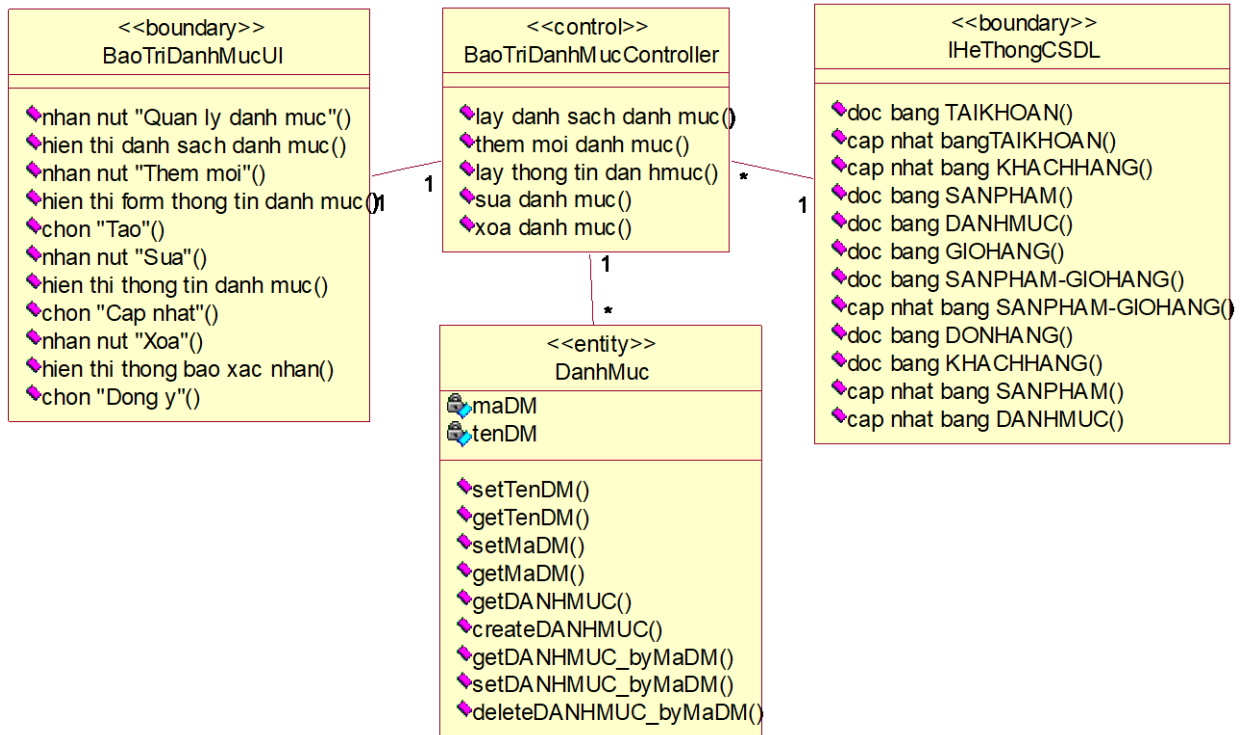 <<boundary>>
BaoTriDanhMucUI
nhan nut "Quan ly danh muc"()
hien thi danh sach danh muc()
nhan nut "Them moi"()
hien thi form thong tin danh muc()
chon "Tao"()
nhan nut "Sua"()
hien thi thong tin danh muc()
chon "Cap nhat"()
nhan nut "Xoa"()
hien thi thong bao xac nhan()
chon "Dong y"()
1
1
<<control>>
BaoTriDanhMucController
lay danh sach danh muc()
them moi danh muc()
lay thong tin dan hmuc()
sua danh muc()
xoa danh muc()
*
1
<<boundary>>
IHeThongCSDL
doc bang TAIKHOAN()
cap nhat bangTAIKHOAN()
cap nhat bang KHACHHANG()
doc bang SANPHAM()
doc bang DANHMUC()
doc bang GIOHANG()
doc bang SANPHAM-GIOHANG()
cap nhat bang SANPHAM-GIOHANG()
doc bang DONHANG()
doc bang KHACHHANG()
cap nhat bang SANPHAM()
cap nhat bang DANHMUC()
1
*
<<entity>>
DanhMuc
maDM
tenDM
setTenDM()
getTenDM()
setMaDM()
getMaDM()
getDANHMUC()
createDANHMUC()
getDANHMUC_byMaDM()
setDANHMUC_byMaDM()
deleteDANHMUC_byMaDM()